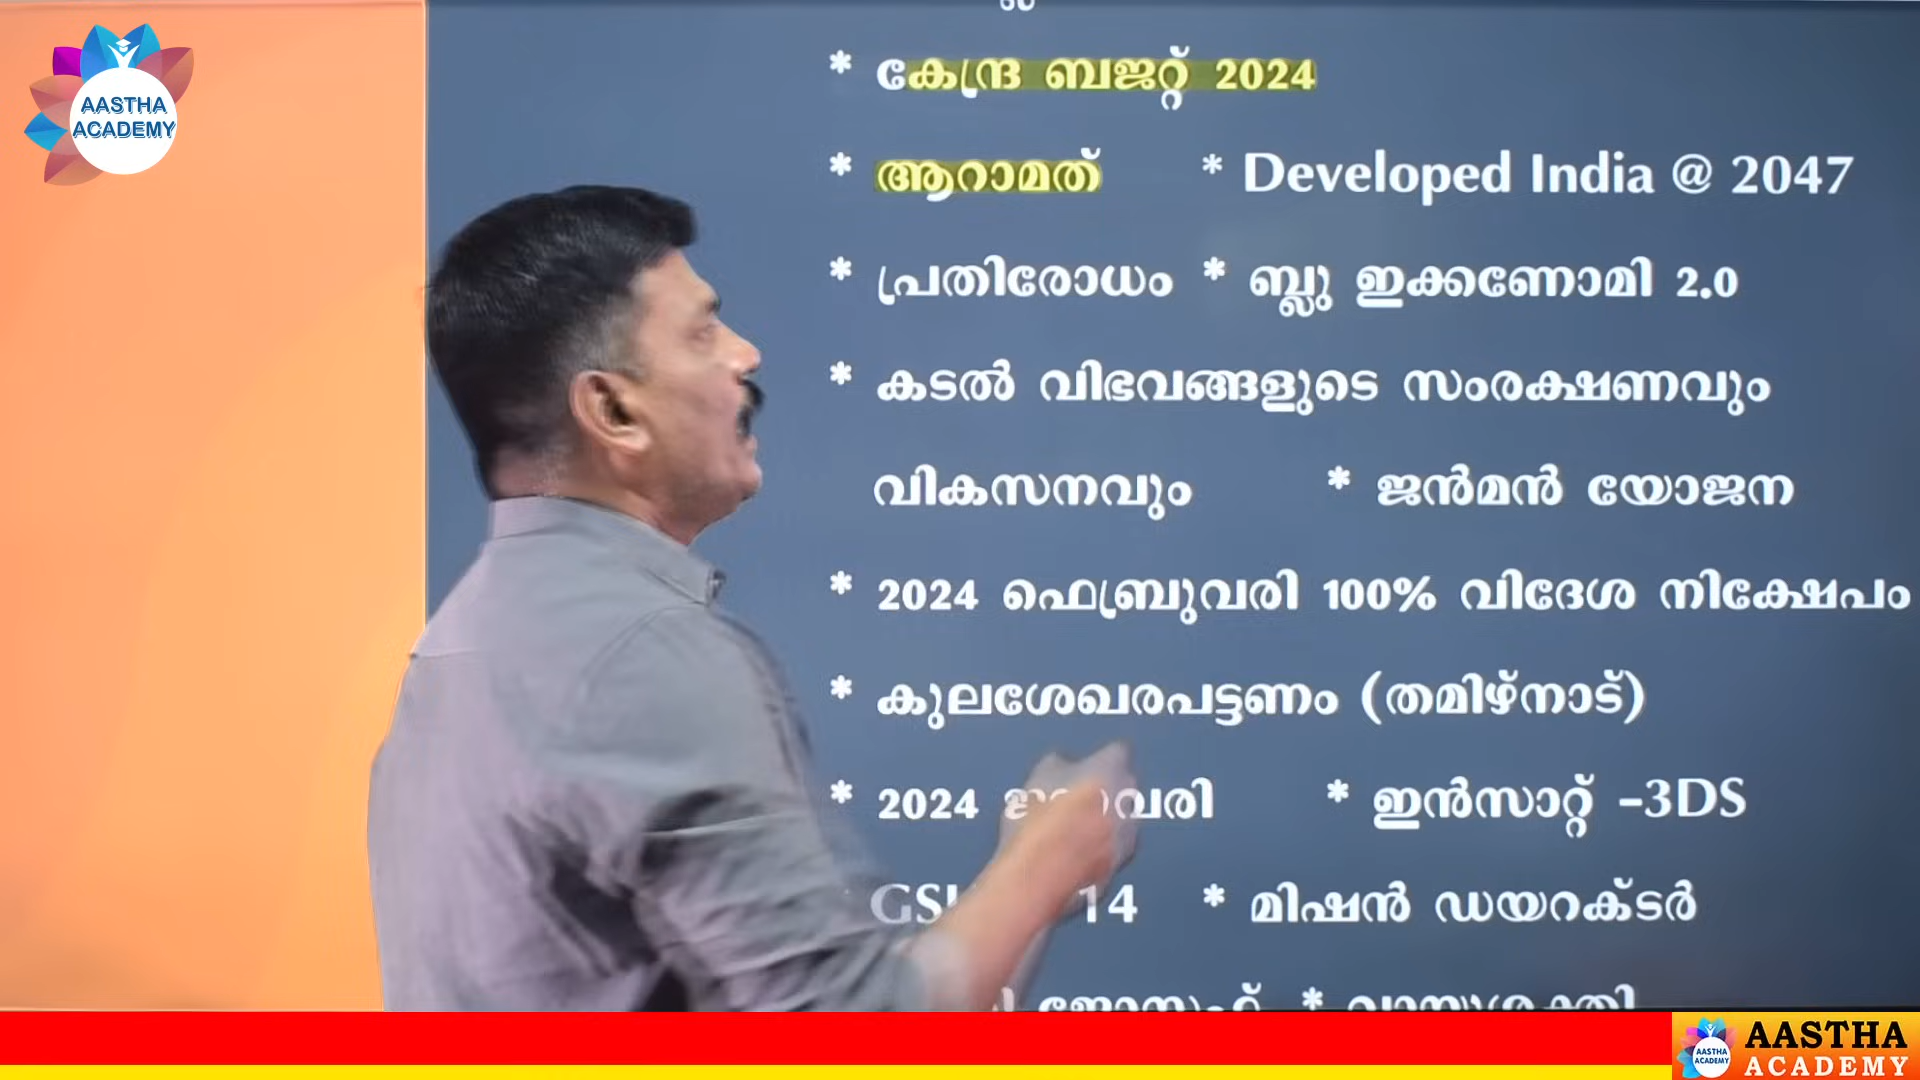 AASTHA
ACADEMY
* കേന്ദ്ര ബജറ്റ് 2024
* ആറാമത് * Developed India @ 2047
* പ്രതിരോധം * ബ്ലു ഇക്കണോമി 2.0
* കടൽ വിഭവങ്ങളുടെ സംരക്ഷണവും
വികസനവും * ജൻമൻ യോജന
* 2024 ഫെബ്രുവരി 100% വിദേശ നിക്ഷേപം
* കുലശേഖരപട്ടണം (തമിഴ്നാട്)
* 2024 * ഇൻസാറ്റ് -3DS
14 * മിഷൻ ഡയറക്ടർ
AASTHA
ACADEMY
AASTHA
ACADEMY